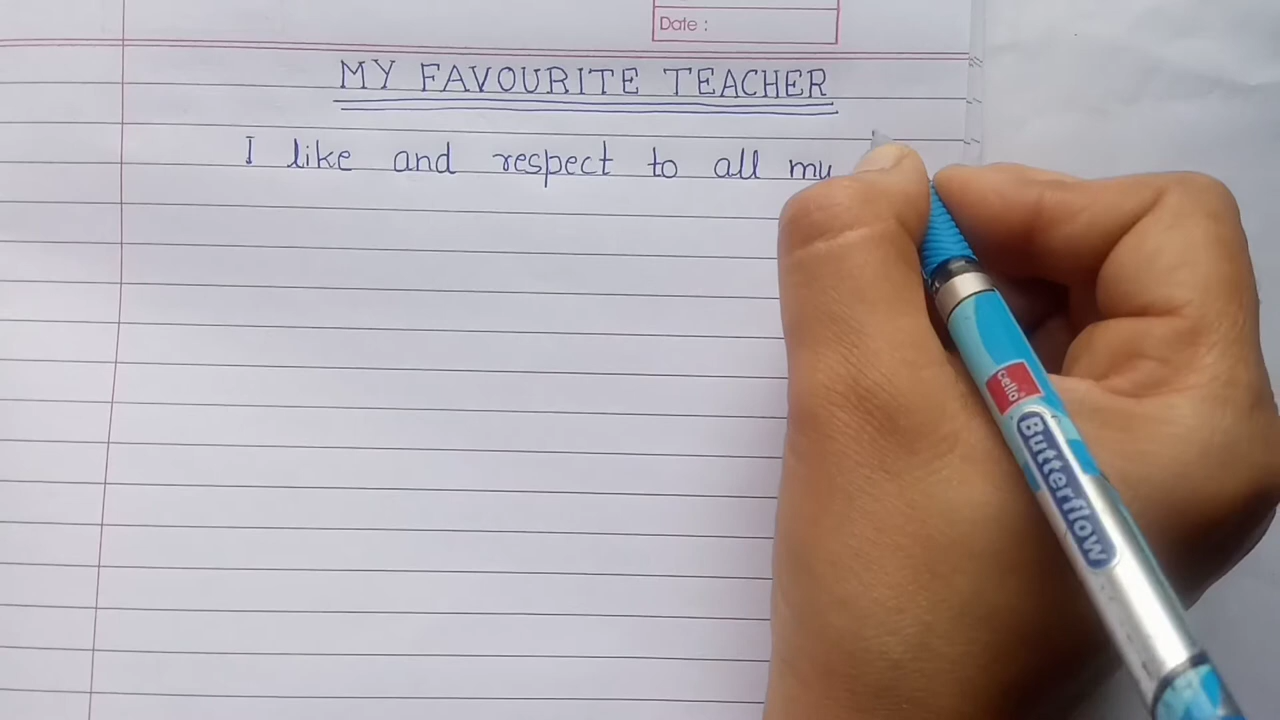 Date :
MY FAVOURITE TEACHER
I like and respect to all my
cello
Butterflow